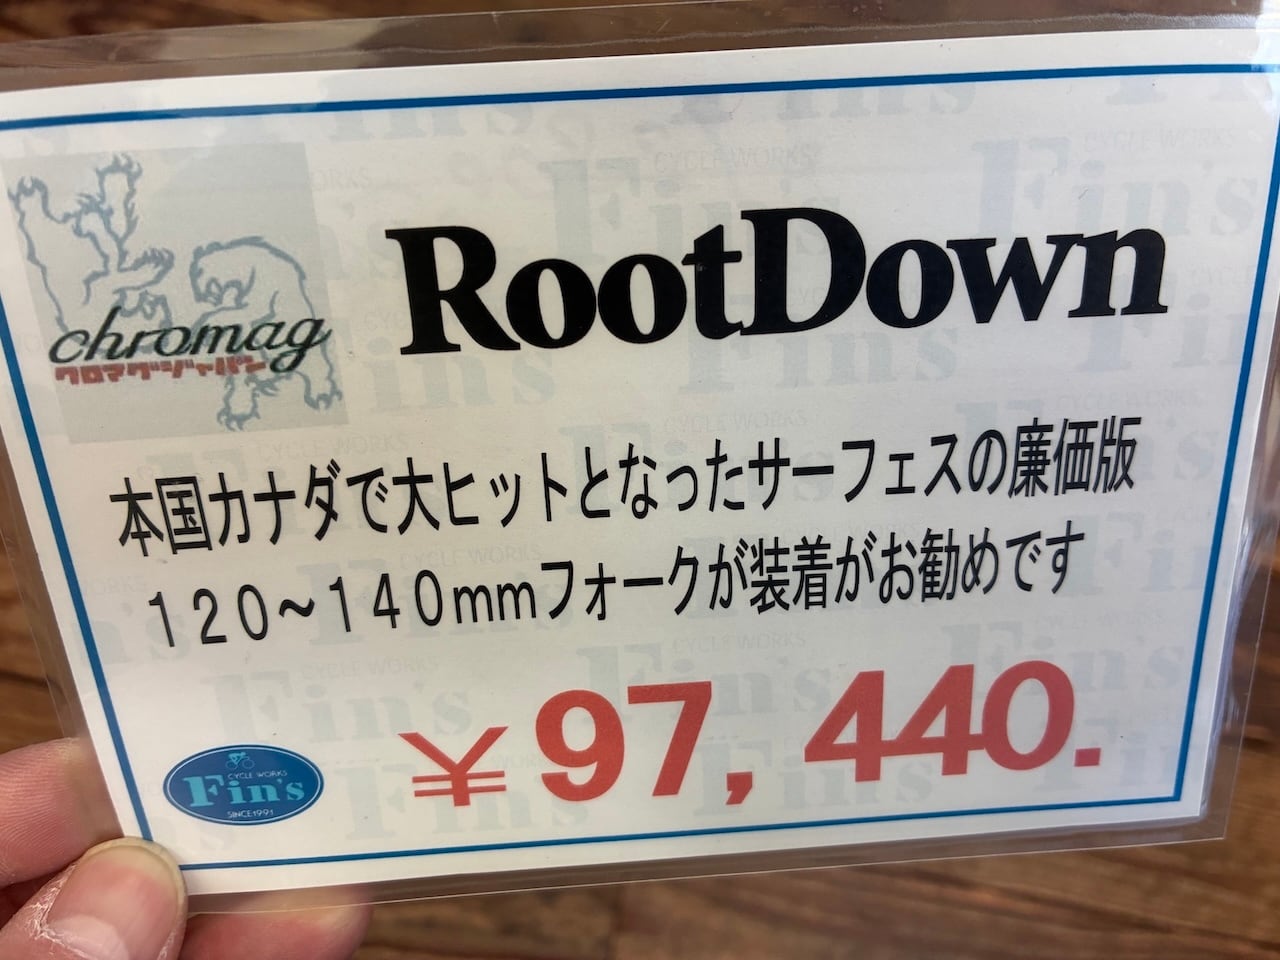 RootDown
chromag
クロマグジャパン
本国カナダで大ヒットとなったサーフェスの廉価版
120～140mmフォークが装着がお勧めです
￥97,440.
CYCLE WORKS
Fin's
SINCE1991